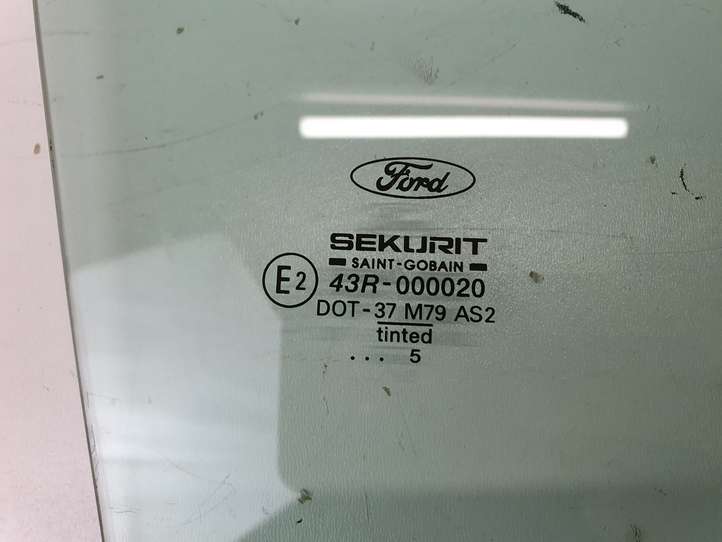 Ford
SEKURIT
SAINT-GOBAIN
E2 43R-000020
DOT-37 M79 AS2
tinted
... 5